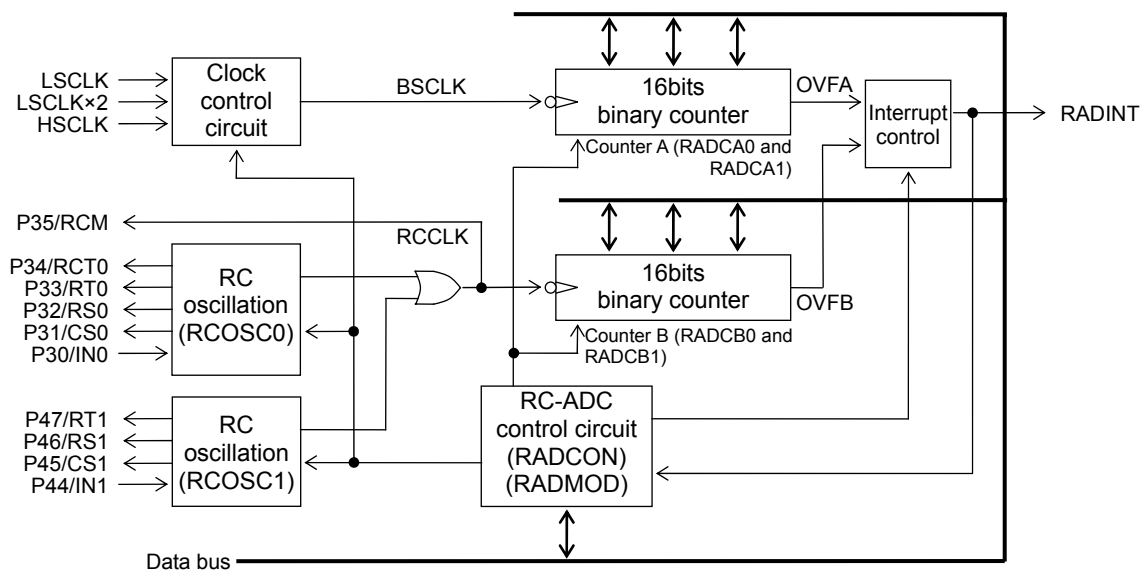 LSCLK
LSCLK×2
HSCLK
Clock
control
circuit
BSCLK
16bits
binary counter
Counter A (RADCA0 and
RADCA1)
OVFA
Interrupt
control
RADINT
P35/RCM
RCCLK
P34/RCT0
P33/RT0
P32/RS0
P31/CS0
P30/IN0
RC
oscillation
(RCOSC0)
16bits
binary counter
Counter B (RADCB0 and
RADCB1)
OVFB
P47/RT1
P46/RS1
P45/CS1
P44/IN1
RC
oscillation
(RCOSC1)
RC-ADC
control circuit
(RADCON)
(RADMOD)
Data bus